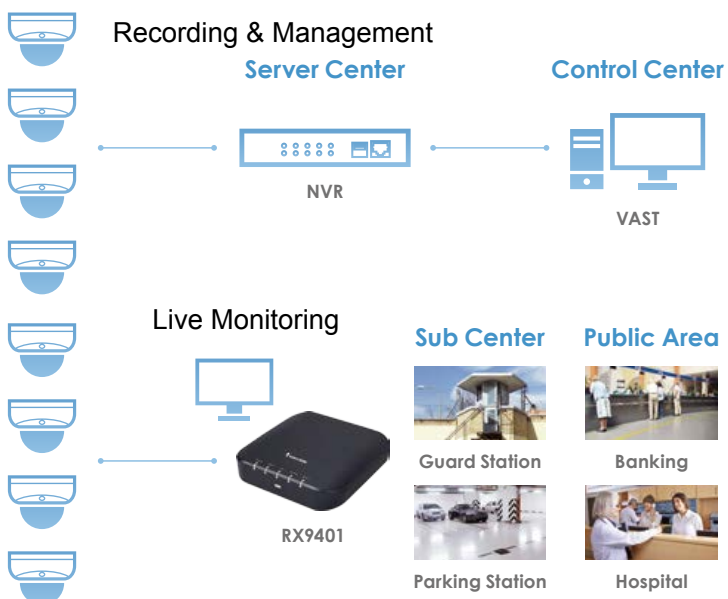 Recording & Management
Server Center
Control Center
NVR
VAST
Live Monitoring
Sub Center
Public Area
Guard Station
Banking
RX9401
Parking Station
Hospital